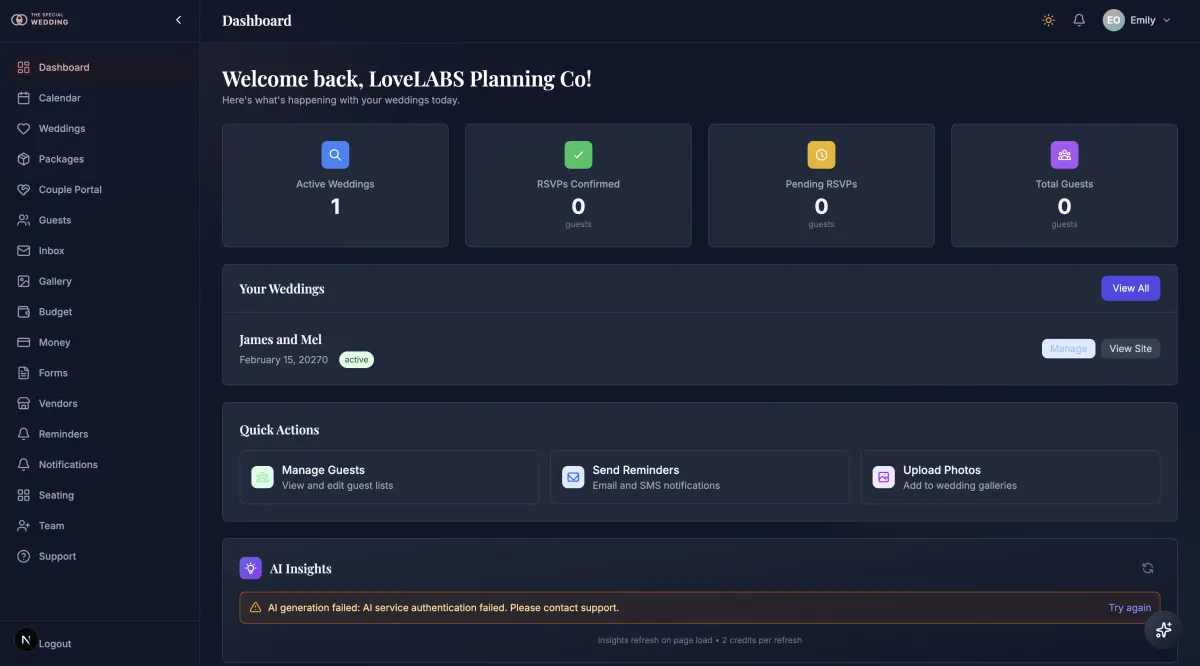 THE SPECIAL
WEDDING
Dashboard
EO Emily
Dashboard
Calendar
Weddings
Packages
Couple Portal
Guests
Inbox
Gallery
Budget
Money
Forms
Vendors
Reminders
Notifications
Seating
Team
Support
N
Logout
Welcome back, LoveLABS Planning Co!
Here's what's happening with your weddings today.
Active Weddings
1
RSVPs Confirmed
0
guests
Pending RSVPs
0
guests
Total Guests
0
guests
Your Weddings
View All
James and Mel
February 15, 20270 active
Manage View Site
Quick Actions
Manage Guests
View and edit guest lists
Send Reminders
Email and SMS notifications
Upload Photos
Add to wedding galleries
AI Insights
AI generation failed: AI service authentication failed. Please contact support. Try again
Insights refresh on page load • 2 credits per refresh